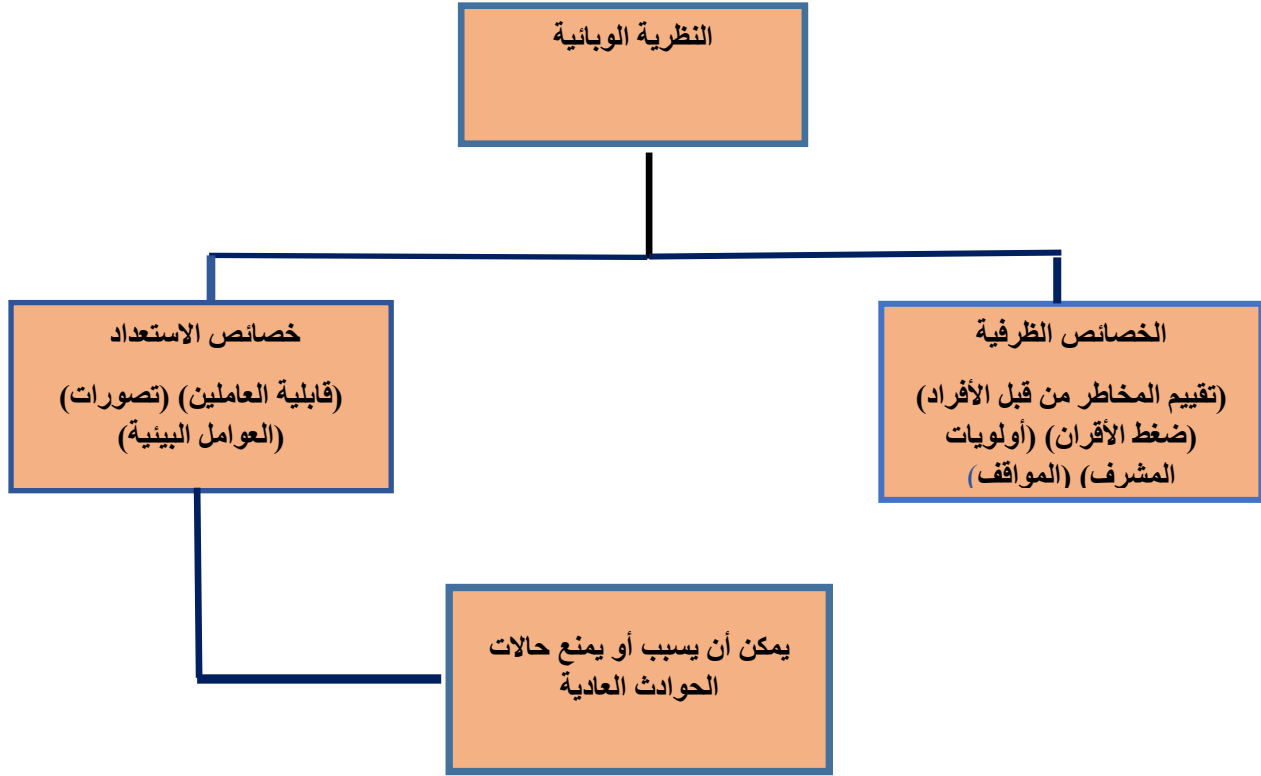 النظرية الوبائية
الخصائص الظرفية
(تقييم المخاطر من قبل الأفراد)
(ضغط الأقران) (أولويات
المشرف) (المواقف)
خصائص الاستعداد
(قابلية العاملين) (تصورات)
(العوامل البيئية)
يمكن أن يسبب أو يمنع حالات
الحوادث العادية